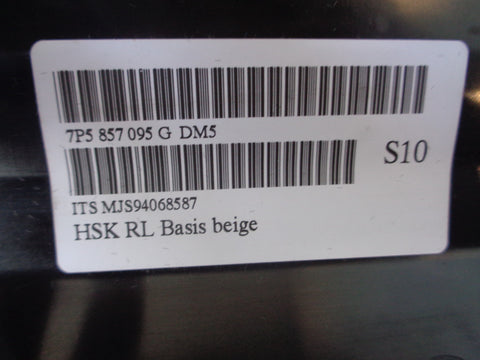 7P5 857 095 G DM5
S10
ITS MJS94068587
HSK RL Basis beige